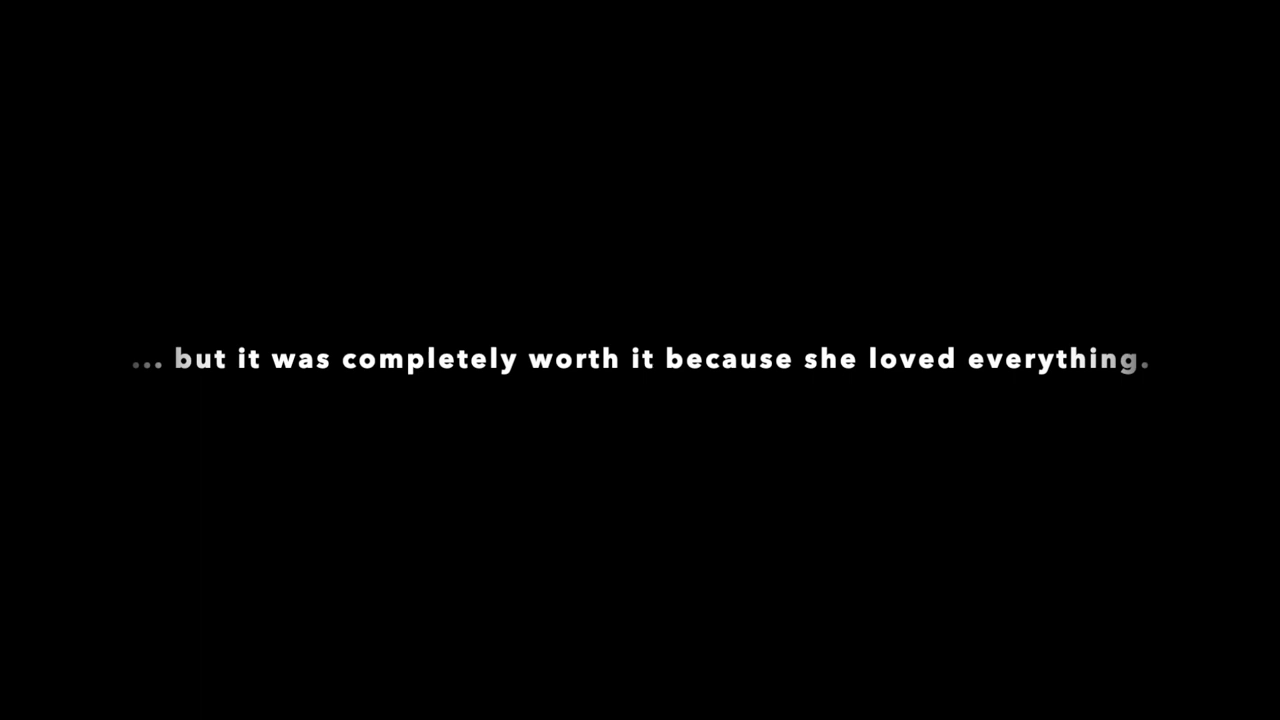 ... but it was completely worth it because she loved everything.